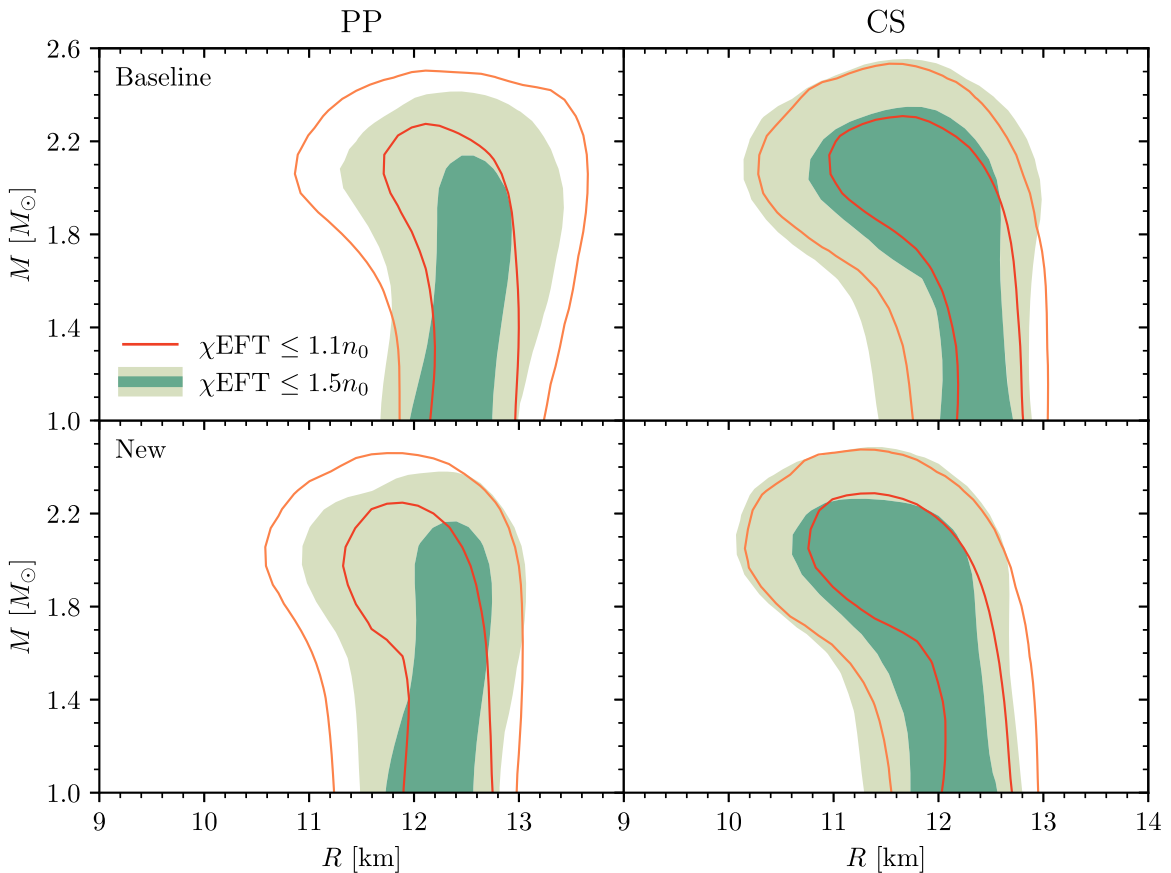 PP CS
2.6
Baseline
2.2
M [M⊙]
1.8
1.4
χEFT ≤ 1.1n₀
χEFT ≤ 1.5n₀
1.0
New
2.2
M [M⊙]
1.8
1.4
1.0
9 10 11 12 13 9 10 11 12 13 14
R [km] R [km]